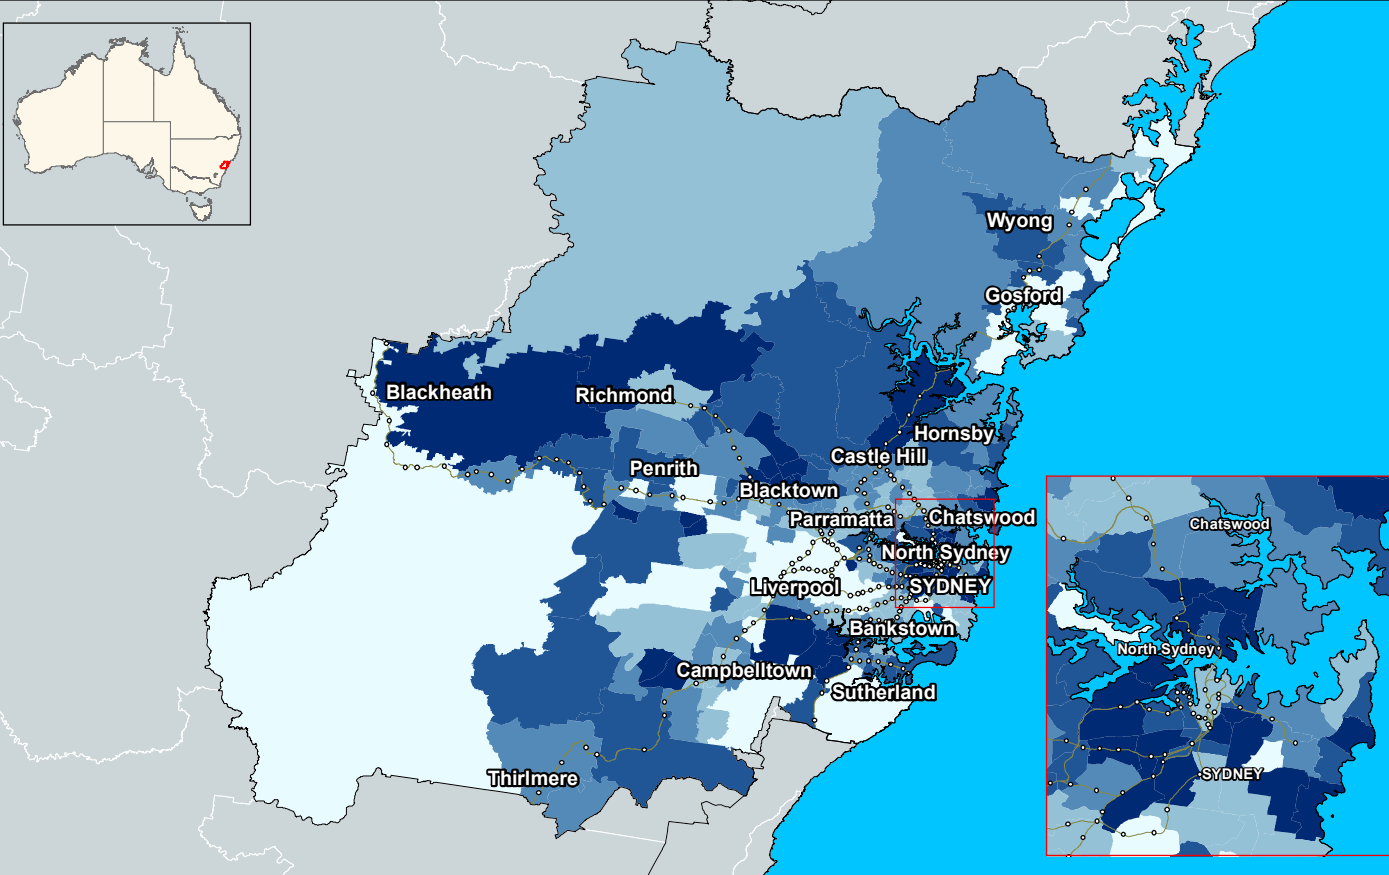 Wyong
Gosford
Blackheath
Richmond
Hornsby
Castle Hill
Penrith
Blacktown
Parramatta
Chatswood
North Sydney
Liverpool
SYDNEY
Bankstown
Campbelltown
Sutherland
Thirlmere
Chatswood
North Sydney
SYDNEY